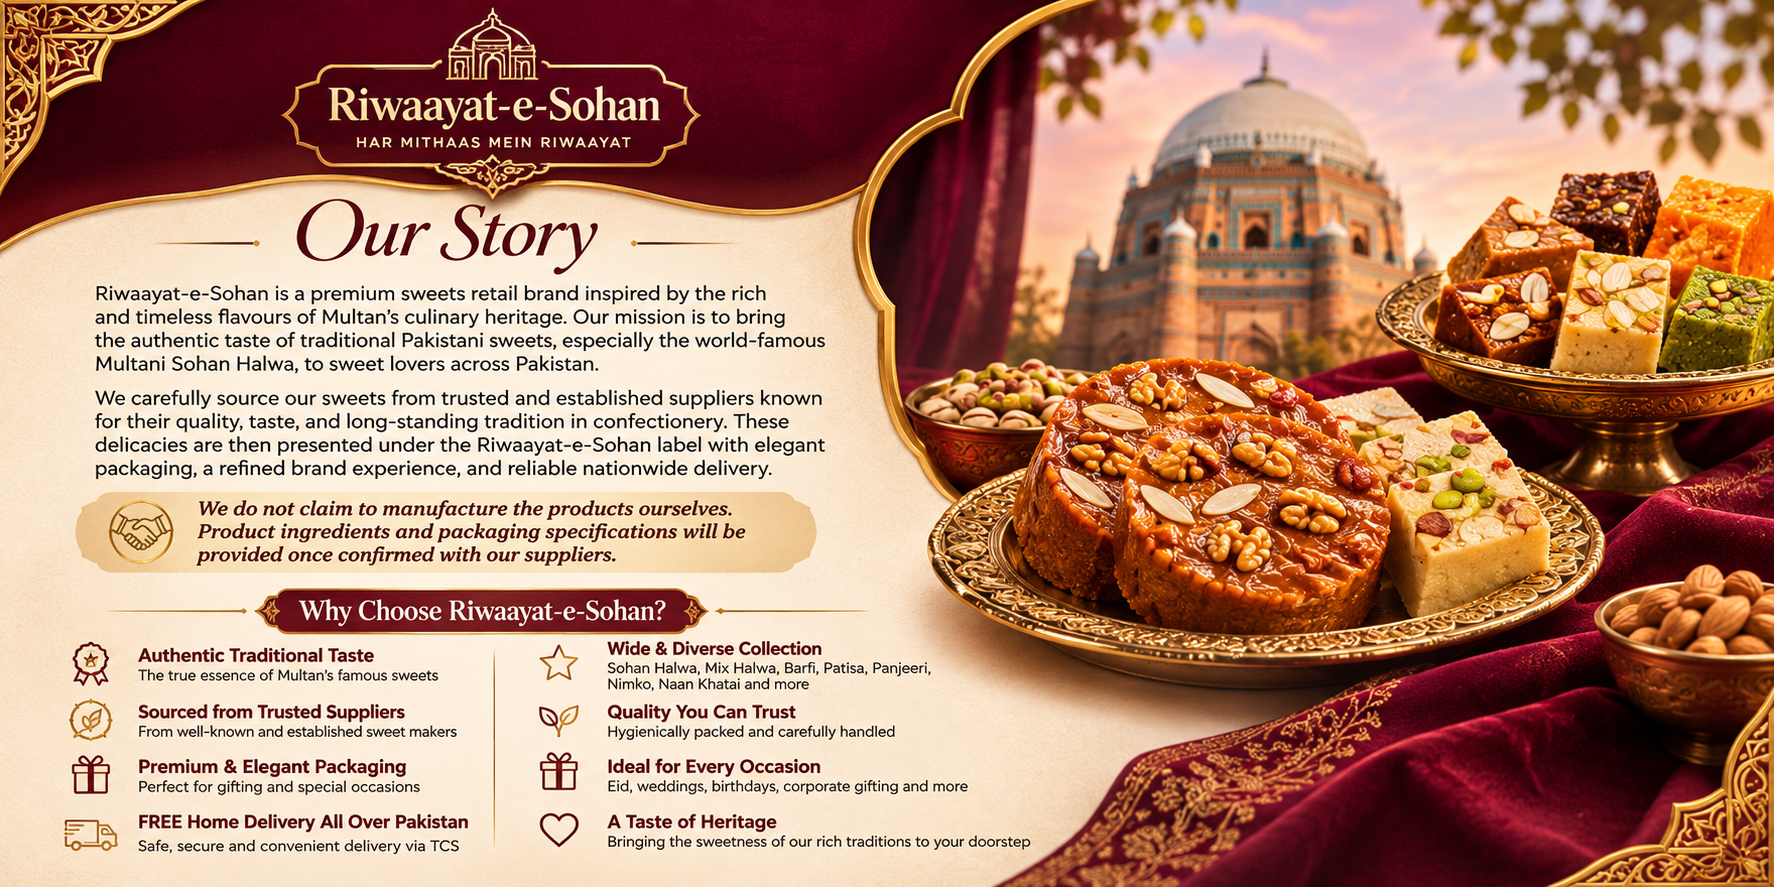 Riwaayat-e-Sohan
HAR MITHAAS MEIN RIWAAYAT
Our Story
Riwaayat-e-Sohan is a premium sweets retail brand inspired by the rich
and timeless flavours of Multan's culinary heritage. Our mission is to bring
the authentic taste of traditional Pakistani sweets, especially the world-famous
Multani Sohan Halwa, to sweet lovers across Pakistan.
We carefully source our sweets from trusted and established suppliers known
for their quality, taste, and long-standing tradition in confectionery. These
delicacies are then presented under the Riwaayat-e-Sohan label with elegant
packaging, a refined brand experience, and reliable nationwide delivery.
We do not claim to manufacture the products ourselves.
Product ingredients and packaging specifications will be
provided once confirmed with our suppliers.
Why Choose Riwaayat-e-Sohan?
Authentic Traditional Taste
The true essence of Multan's famous sweets
Sourced from Trusted Suppliers
From well-known and established sweet makers
Premium & Elegant Packaging
Perfect for gifting and special occasions
FREE Home Delivery All Over Pakistan
Safe, secure and convenient delivery via TCS
Wide & Diverse Collection
Sohan Halwa, Mix Halwa, Barfi, Patisa, Panjeeri,
Nimko, Naan Khatai and more
Quality You Can Trust
Hygienically packed and carefully handled
Ideal for Every Occasion
Eid, weddings, birthdays, corporate gifting and more
A Taste of Heritage
Bringing the sweetness of our rich traditions to your doorstep